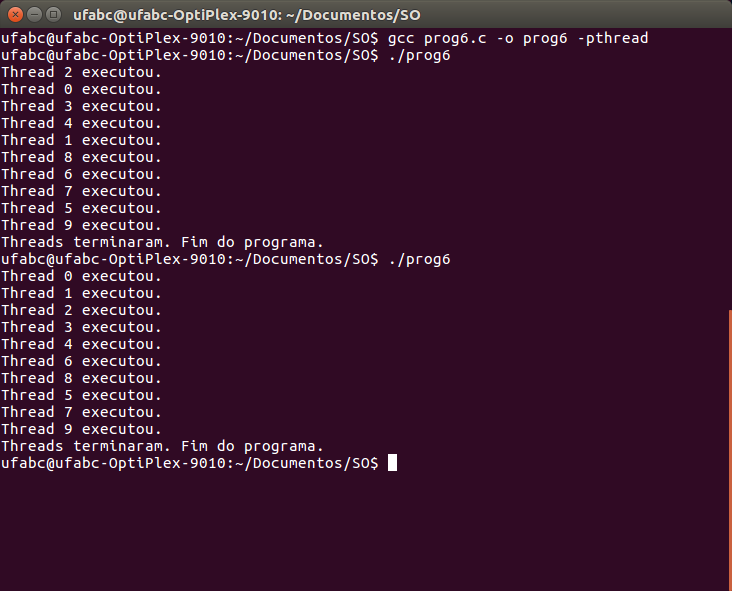 ufabc@ufabc-OptiPlex-9010: ~/Documentos/SO
ufabc@ufabc-OptiPlex-9010:~/Documentos/SO$ gcc prog6.c -o prog6 -pthread
ufabc@ufabc-OptiPlex-9010:~/Documentos/SO$ ./prog6
Thread 2 executou.
Thread 0 executou.
Thread 3 executou.
Thread 4 executou.
Thread 1 executou.
Thread 8 executou.
Thread 6 executou.
Thread 7 executou.
Thread 5 executou.
Thread 9 executou.
Threads terminaram. Fim do programa.
ufabc@ufabc-OptiPlex-9010:~/Documentos/SO$ ./prog6
Thread 0 executou.
Thread 1 executou.
Thread 2 executou.
Thread 3 executou.
Thread 4 executou.
Thread 6 executou.
Thread 8 executou.
Thread 5 executou.
Thread 7 executou.
Thread 9 executou.
Threads terminaram. Fim do programa.
ufabc@ufabc-OptiPlex-9010:~/Documentos/SO$